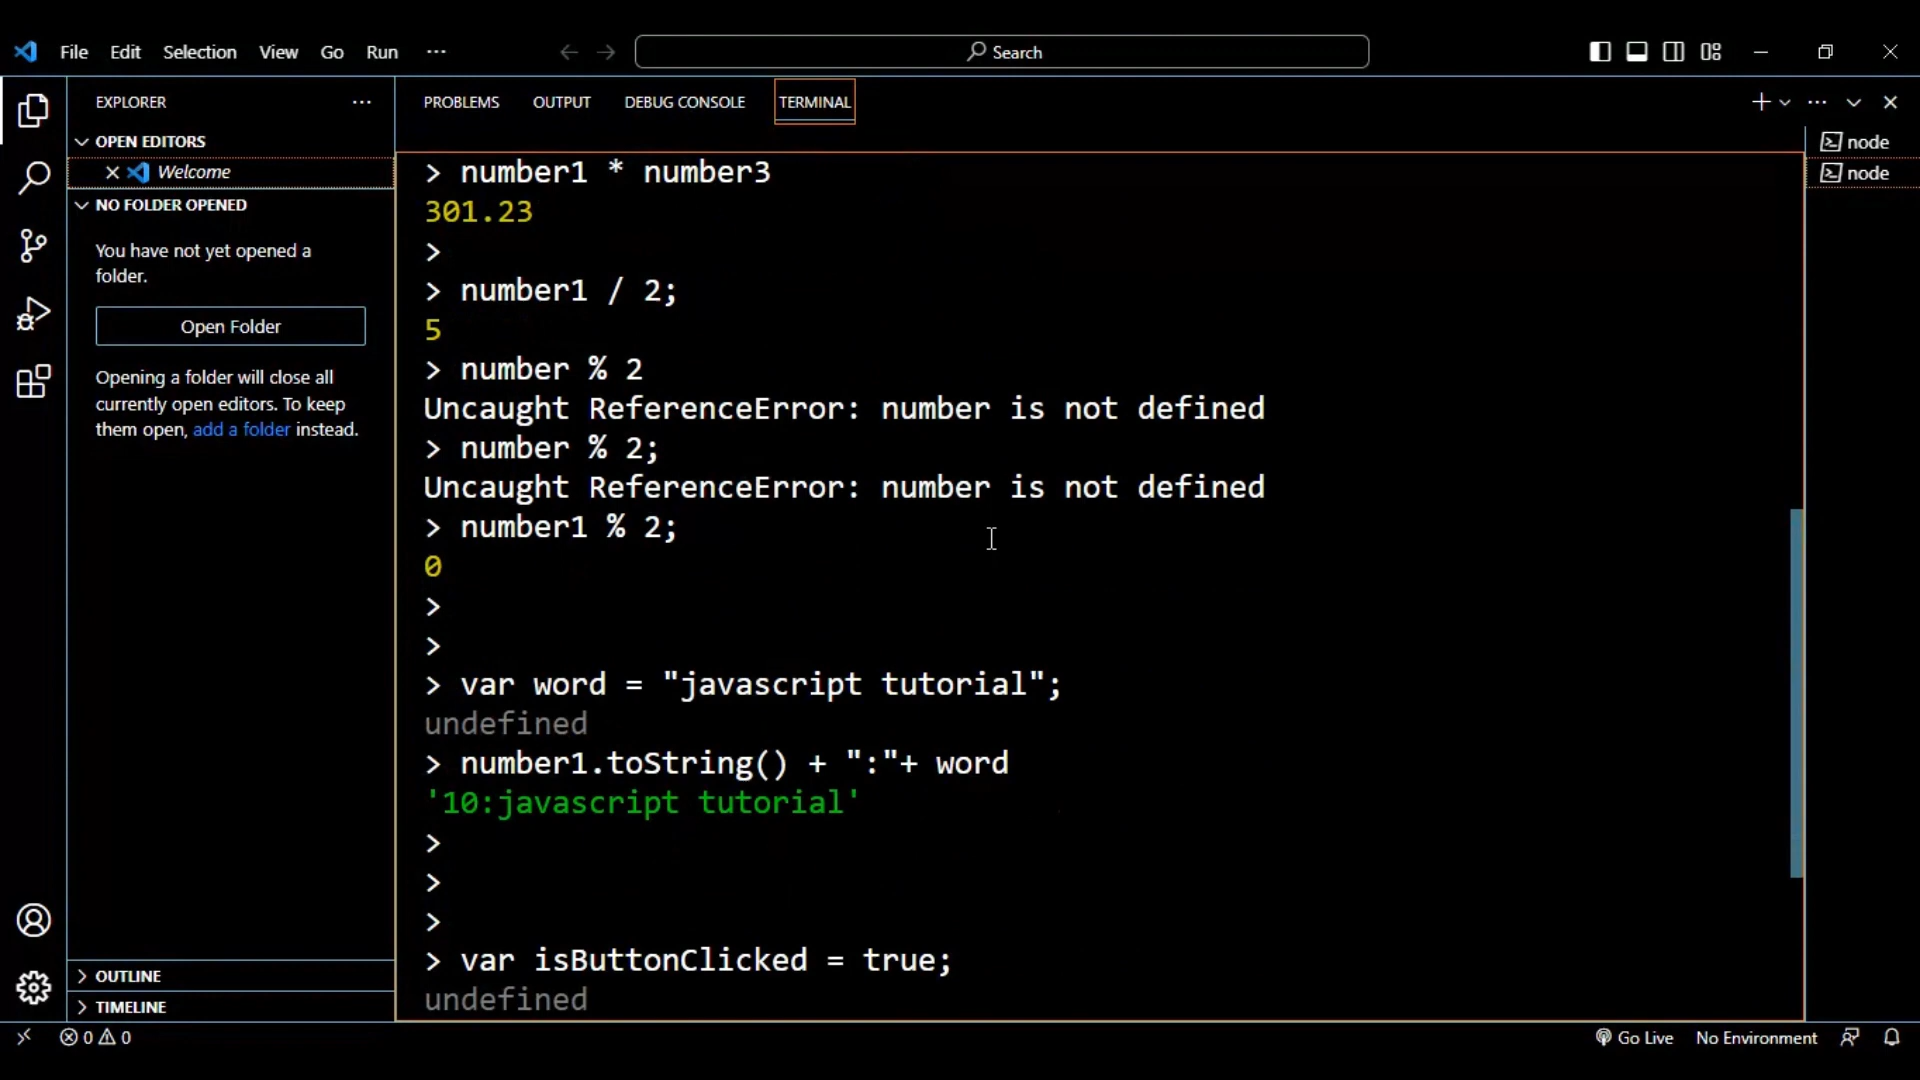 File Edit Selection View Go Run ··· Search
EXPLORER ···
OPEN EDITORS
Welcome
NO FOLDER OPENED
You have not yet opened a
folder.
Open Folder
Opening a folder will close all
currently open editors. To keep
them open, add a folder instead.
OUTLINE
TIMELINE
PROBLEMS OUTPUT DEBUG CONSOLE TERMINAL
> number1 * number3
301.23
>
> number1 / 2;
5
> number % 2
Uncaught ReferenceError: number is not defined
> number % 2;
Uncaught ReferenceError: number is not defined
> number1 % 2;
0
>
>
> var word = "javascript tutorial";
undefined
> number1.toString() + ":"+ word
'10:javascript tutorial'
>
>
>
> var isButtonClicked = true;
undefined
node
node
0 0
Go Live No Environment